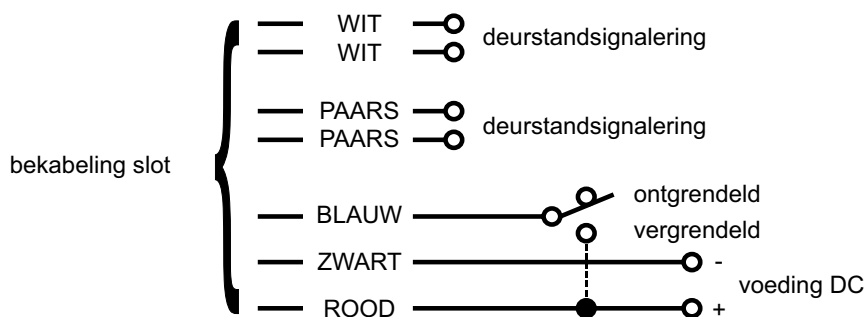 WIT
WIT
deurstandsignalering
PAARS
PAARS
deurstandsignalering
bekabeling slot
BLAUW
ontgrendeld
vergrendeld
ZWART
-
voeding DC
ROOD
+